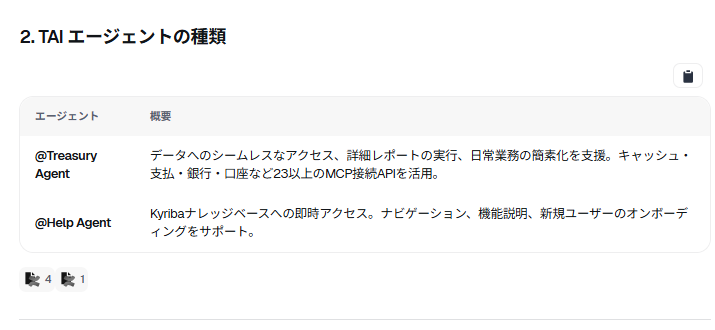 2. TAI エージェントの種類
エージェント
概要
@Treasury
Agent
データへのシームレスなアクセス、詳細レポートの実行、日常業務の簡素化を支援。キャッシュ・
支払・銀行・口座など23以上のMCP接続APIを活用。
@Help Agent
Kyribaナレッジベースへの即時アクセス。ナビゲーション、機能説明、新規ユーザーのオンボーデ
ィングをサポート。
4
1